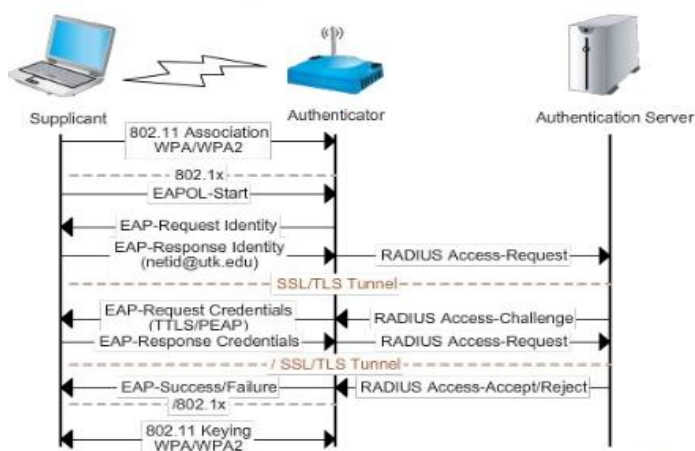 Supplicant
Authenticator
Authentication Server
802.11 Association
WPA/WPA2
802.1x
EAPOL-Start
EAP-Request Identity
EAP-Response Identity
(netid@utk.edu)
RADIUS Access-Request
SSL/TLS Tunnel
EAP-Request Credentials
(TTLS/PEAP)
RADIUS Access-Challenge
EAP-Response Credentials
RADIUS Access-Request
/ SSL/TLS Tunnel
EAP-Success/Failure
RADIUS Access-Accept/Reject
/802.1x
802.11 Keying
WPA/WPA2